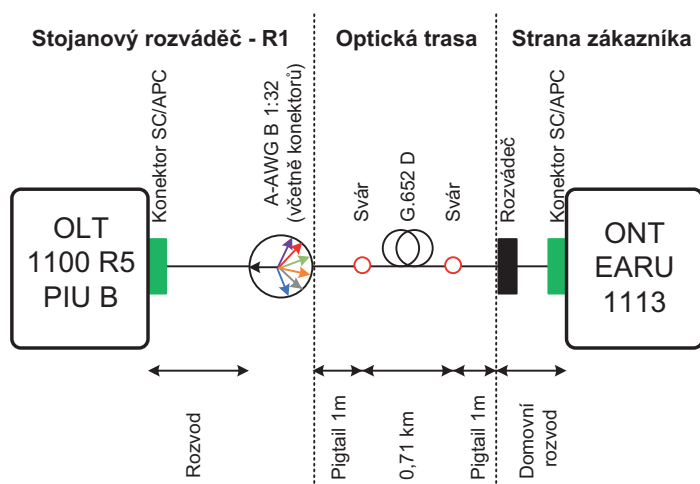 Stojanový rozváděč - R1
Optická trasa
Strana zákazníka
Konektor SC/APC
A-AWG B 1:32
(včetně konektorů)
Svár
G.652 D
Svár
Rozváděč
Konektor SC/APC
OLT
1100 R5
PIU B
ONT
EARU
1113
Rozvod
Pigtail 1m
0,71 km
Pigtail 1m
Domovní
rozvod